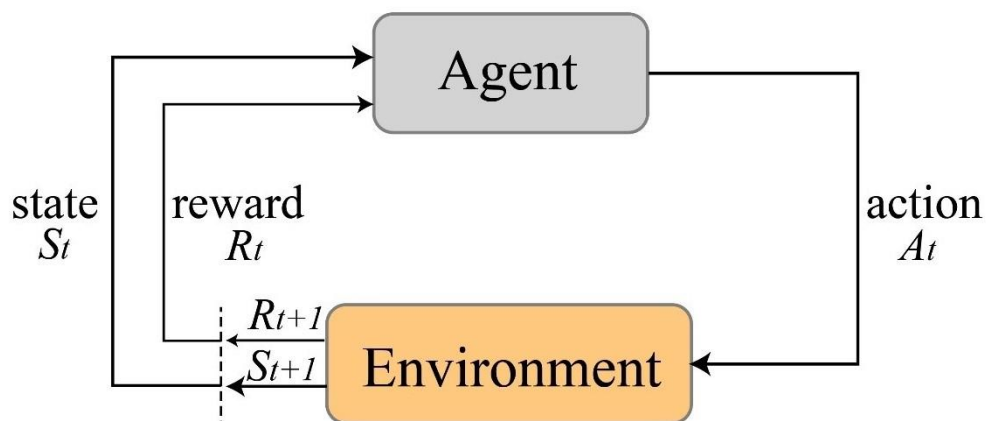 Agent
state
St
reward
Rt
action
At
Rt+1
St+1
Environment